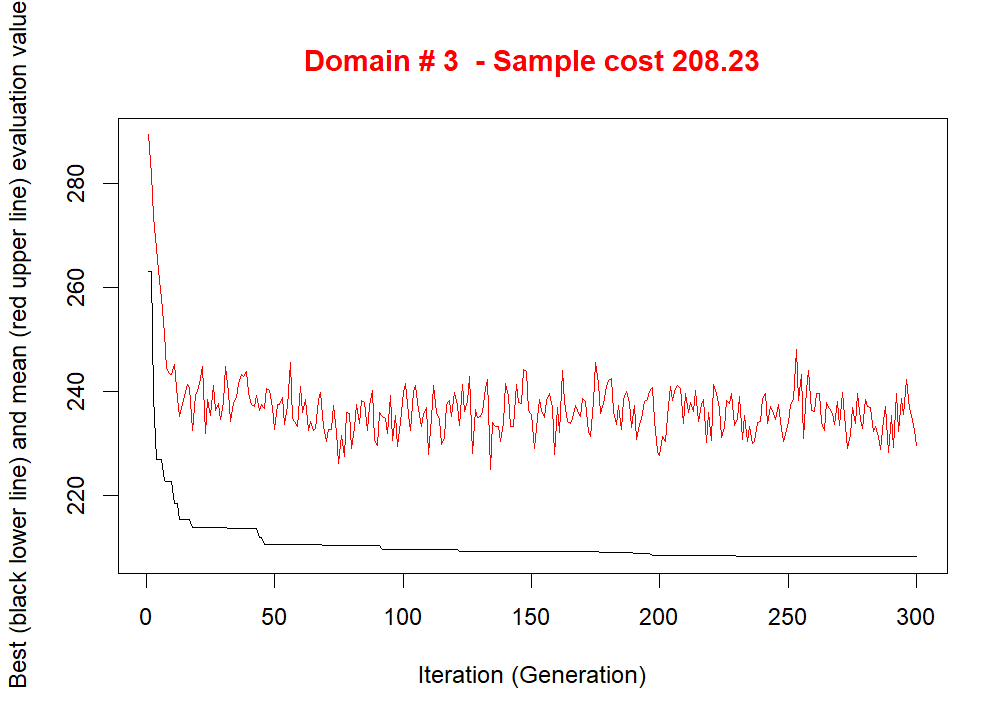 Domain # 3  - Sample cost 208.23
Best (black lower line) and mean (red upper line) evaluation value
280
260
240
220
0 50 100 150 200 250 300
Iteration (Generation)